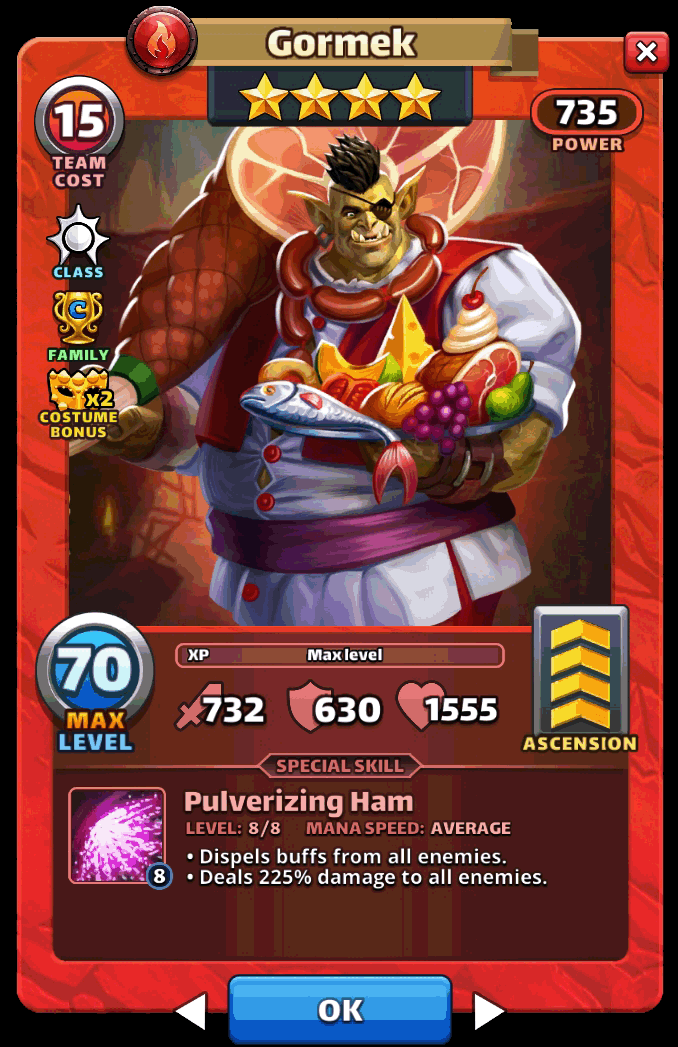 Gormek
15
TEAM
COST
735
POWER
CLASS
C
FAMILY
x2
COSTUME
BONUS
70
MAX
LEVEL
XP Max level
732 630 1555
ASCENSION
SPECIAL SKILL
Pulverizing Ham
LEVEL: 8/8 MANA SPEED: AVERAGE
• Dispels buffs from all enemies.
• Deals 225% damage to all enemies.
8
OK